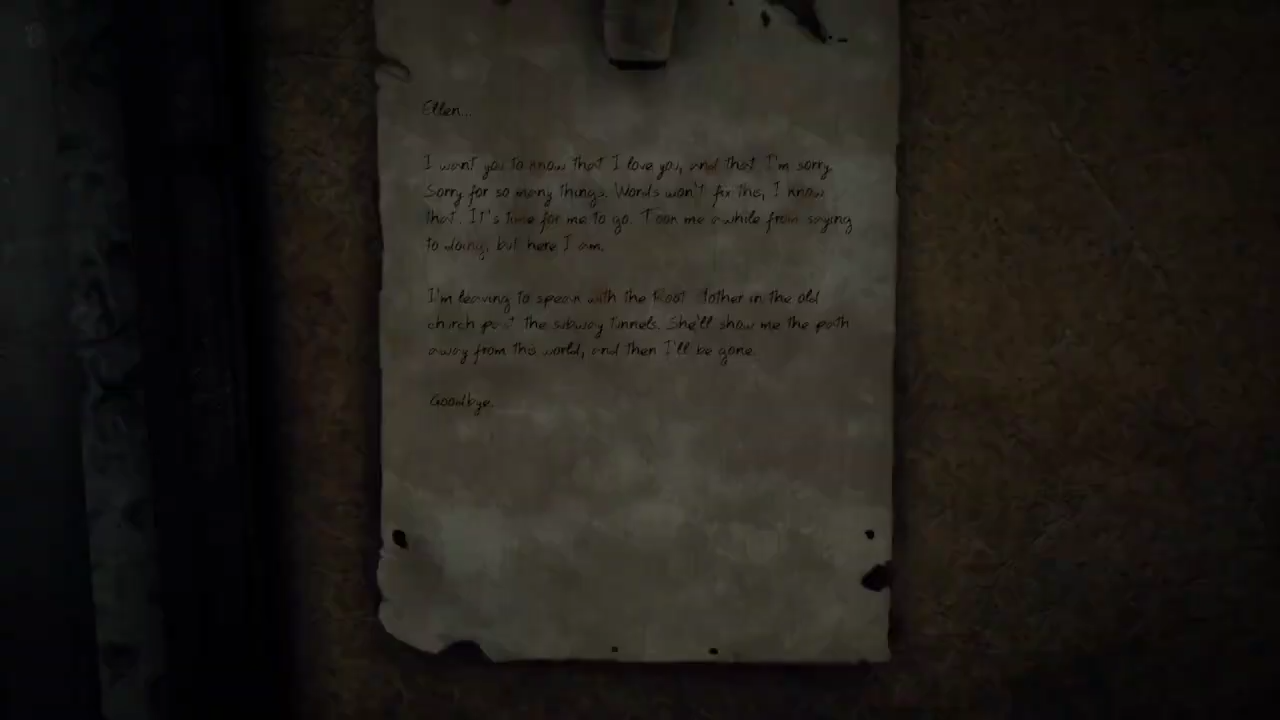 Ellen...
I want you to know that I love you, and that I'm sorry.
Sorry for so many things. Words won't fix this, I know
that. It's time for me to go. Took me awhile from saying
to doing, but here I am.
I'm leaving to speak with the Root Mother in the old
church past the subway tunnels. She'll show me the path
away from this world, and then I'll be gone.
Goodbye.